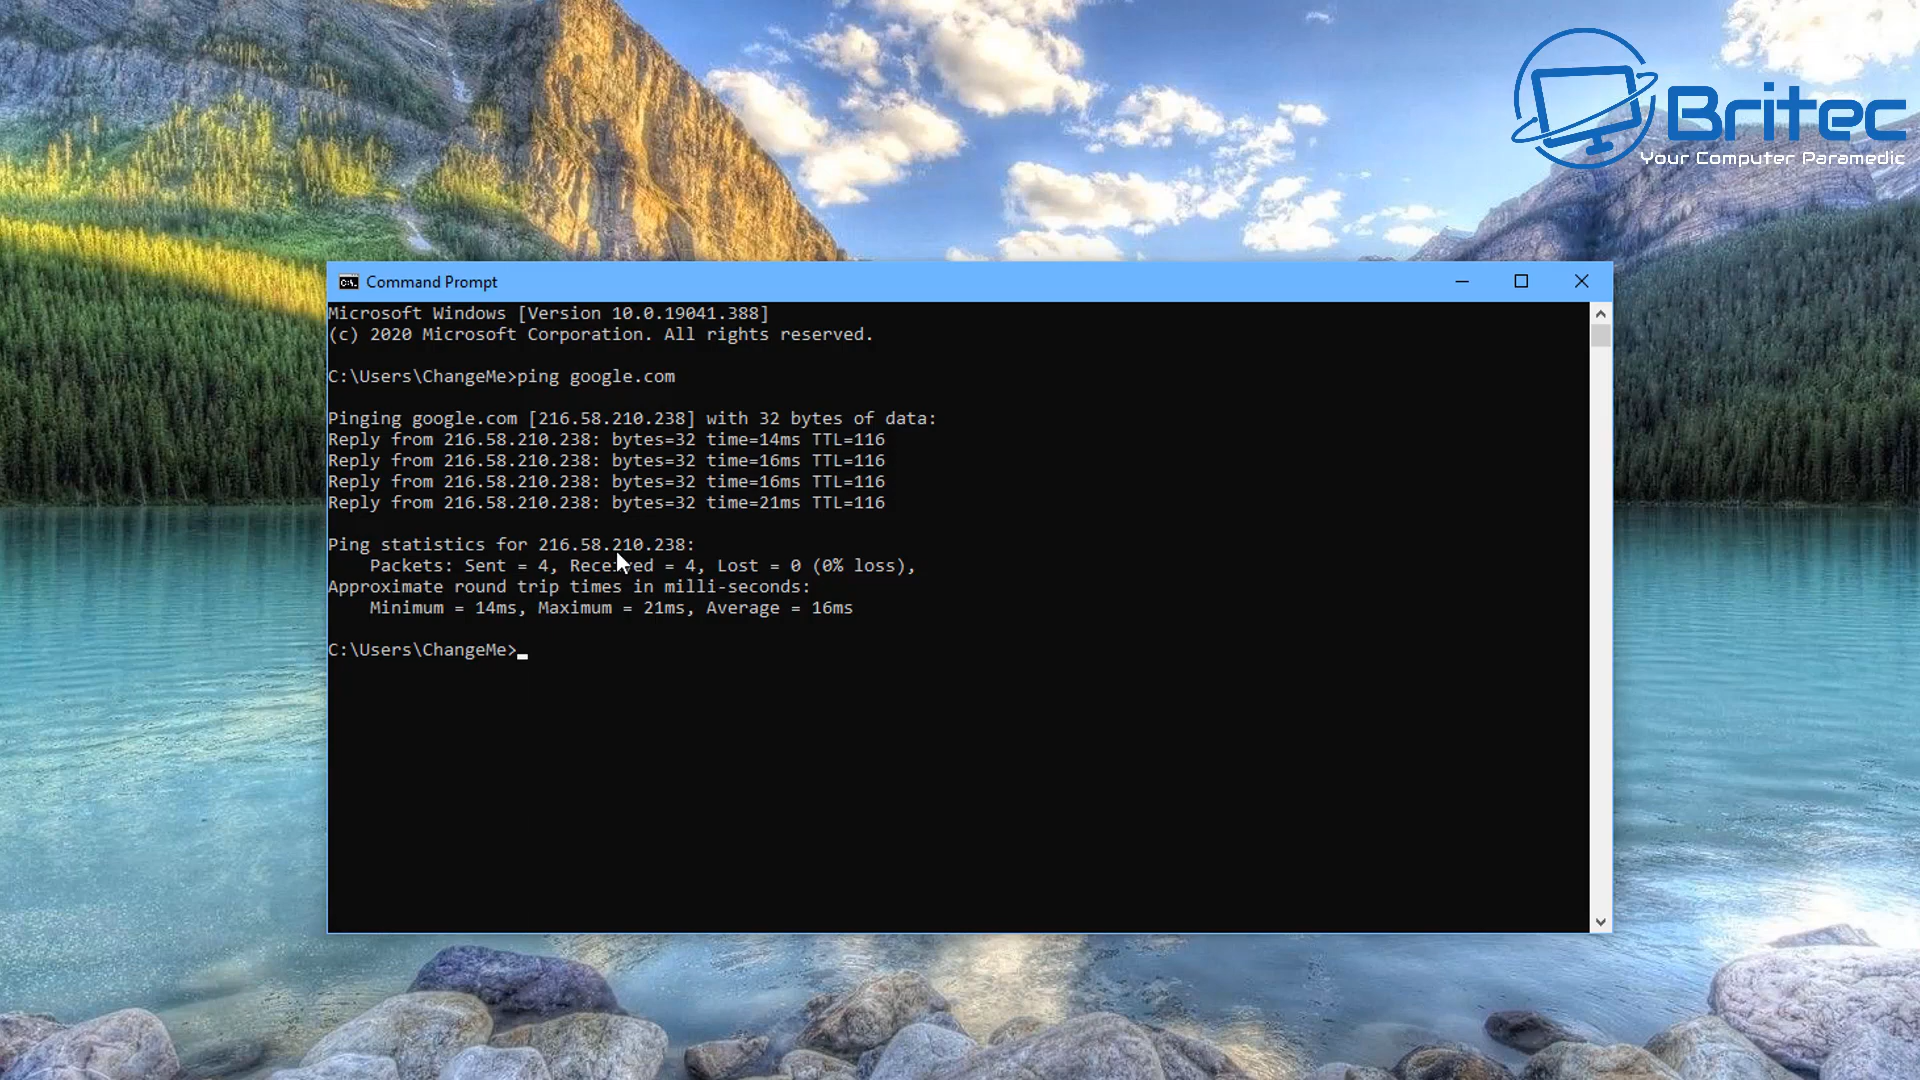 Britec
Your Computer Paramedic
Command Prompt
Microsoft Windows [Version 10.0.19041.388]
(c) 2020 Microsoft Corporation. All rights reserved.
C:\Users\ChangeMe>ping google.com
Pinging google.com [216.58.210.238] with 32 bytes of data:
Reply from 216.58.210.238: bytes=32 time=14ms TTL=116
Reply from 216.58.210.238: bytes=32 time=16ms TTL=116
Reply from 216.58.210.238: bytes=32 time=16ms TTL=116
Reply from 216.58.210.238: bytes=32 time=21ms TTL=116
Ping statistics for 216.58.210.238:
Packets: Sent = 4, Received = 4, Lost = 0 (0% loss),
Approximate round trip times in milli-seconds:
Minimum = 14ms, Maximum = 21ms, Average = 16ms
C:\Users\ChangeMe>